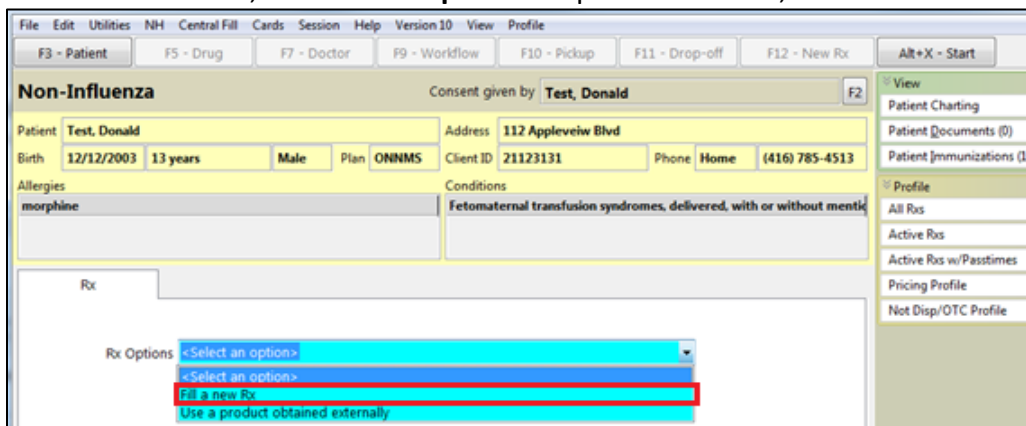 File Edit Utilities NH Central Fill Cards Session Help Version 10 View Profile
F3 - Patient F5 - Drug F7 - Doctor F9 - Workflow F10 - Pickup F11 - Drop-off F12 - New Rx Alt+X - Start
Non-Influenza Consent given by Test, Donald F2
View
Patient Charting
Patient Test, Donald Address 112 Appleveiw Blvd
Patient Documents (0)
Birth 12/12/2003 13 years Male Plan ONNMS Client ID 21123131 Phone Home (416) 785-4513
Patient Immunizations (1
Allergies Conditions
Profile
morphine Fetomaternal transfusion syndromes, delivered, with or without mentic
All Rxs
Active Rxs
Active Rxs w/Passtimes
Rx
Pricing Profile
Not Disp/OTC Profile
Rx Options <Select an option>
<Select an option>
Fill a new Rx
Use a product obtained externally